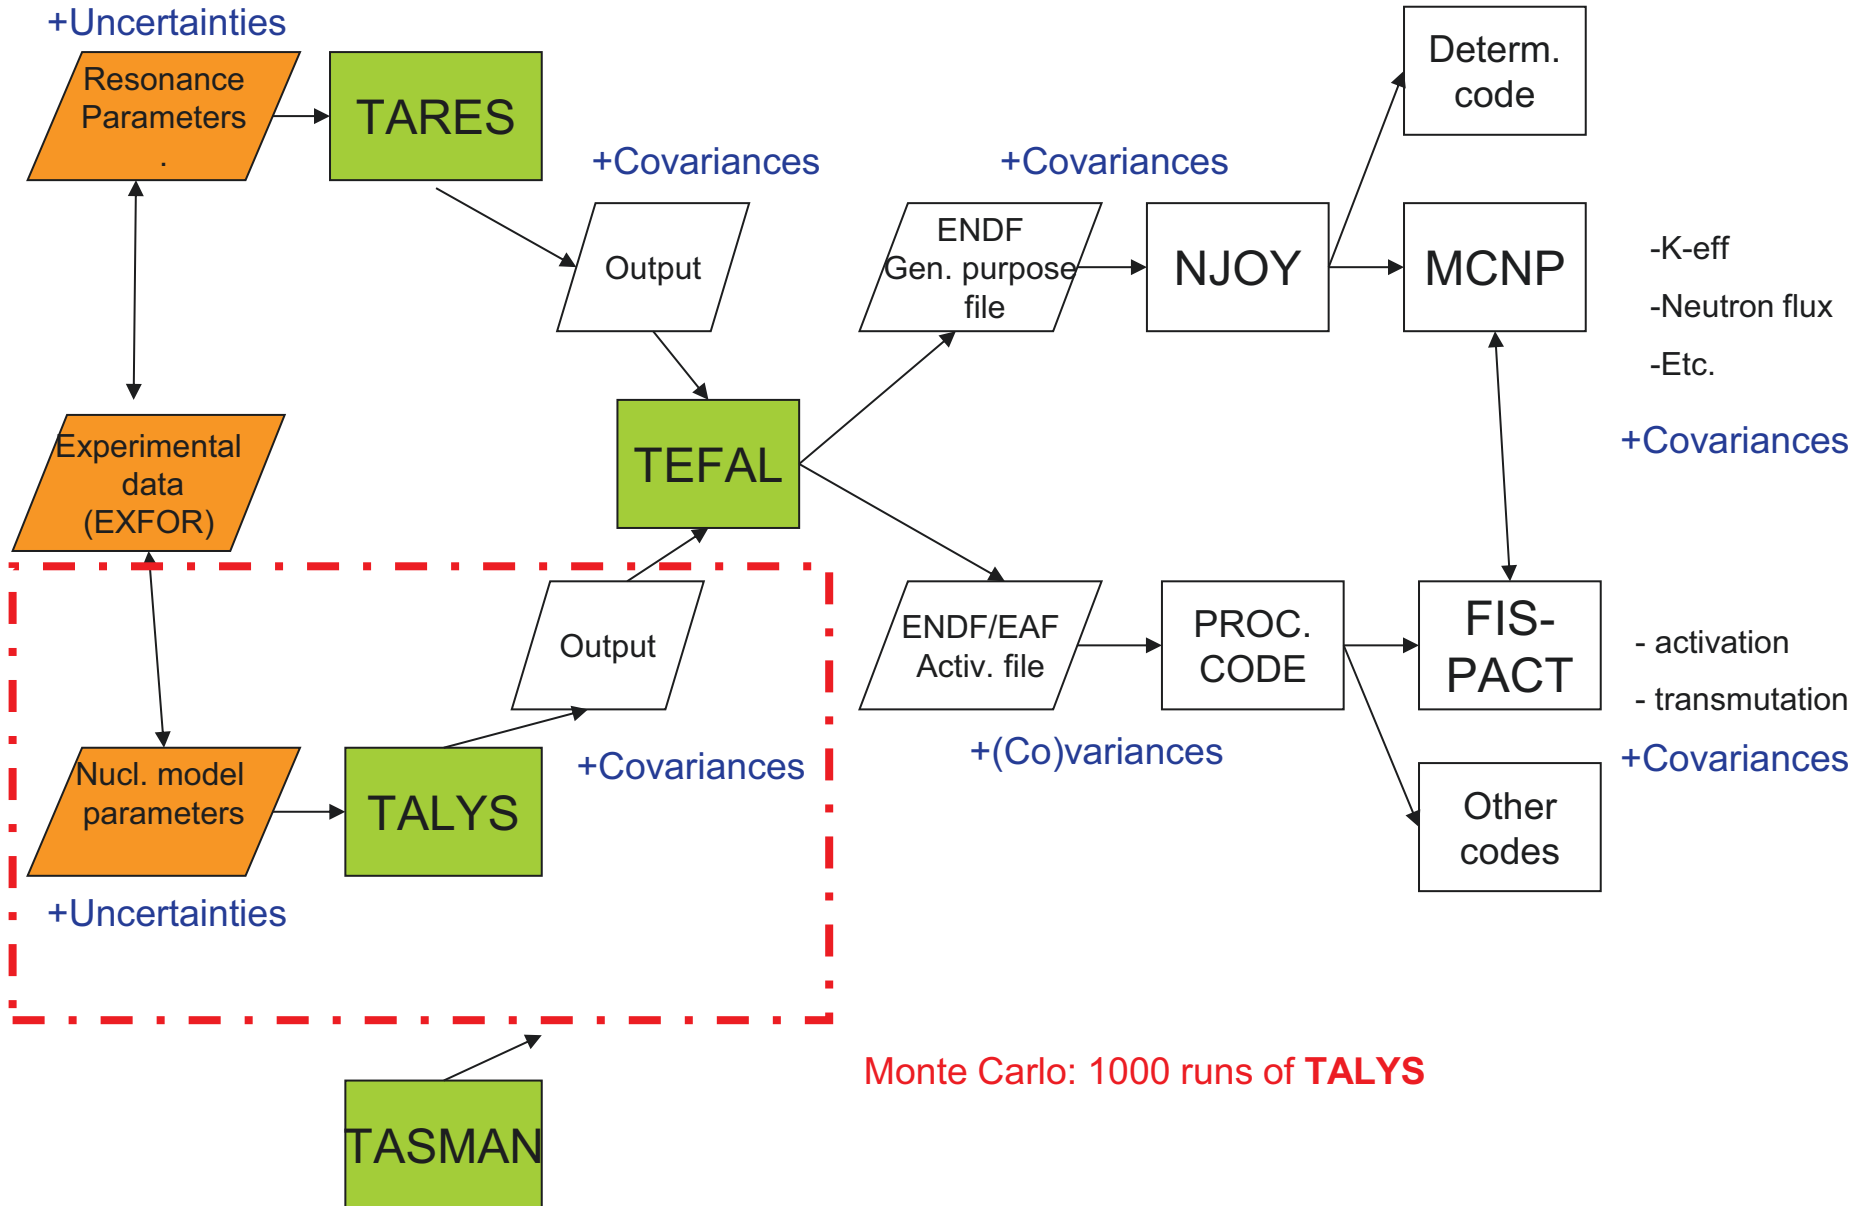 +Uncertainties
Resonance
Parameters
.
TARES
+Covariances
Output
+Covariances
ENDF
Gen. purpose
file
NJOY
Determ.
code
MCNP
-K-eff
-Neutron flux
-Etc.
+Covariances
Experimental
data
(EXFOR)
TEFAL
Output
+Covariances
Nucl. model
parameters
+Uncertainties
TALYS
ENDF/EAF
Activ. file
+(Co)variances
PROC.
CODE
FIS-
PACT
- activation
- transmutation
+Covariances
Other
codes
Monte Carlo: 1000 runs of TALYS
TASMAN